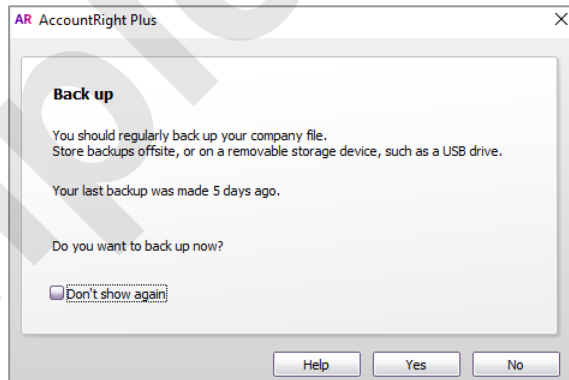 AR AccountRight Plus
Back up
You should regularly back up your company file.
Store backups offsite, or on a removable storage device, such as a USB drive.
Your last backup was made 5 days ago.
Do you want to back up now?
Don't show again
Help Yes No